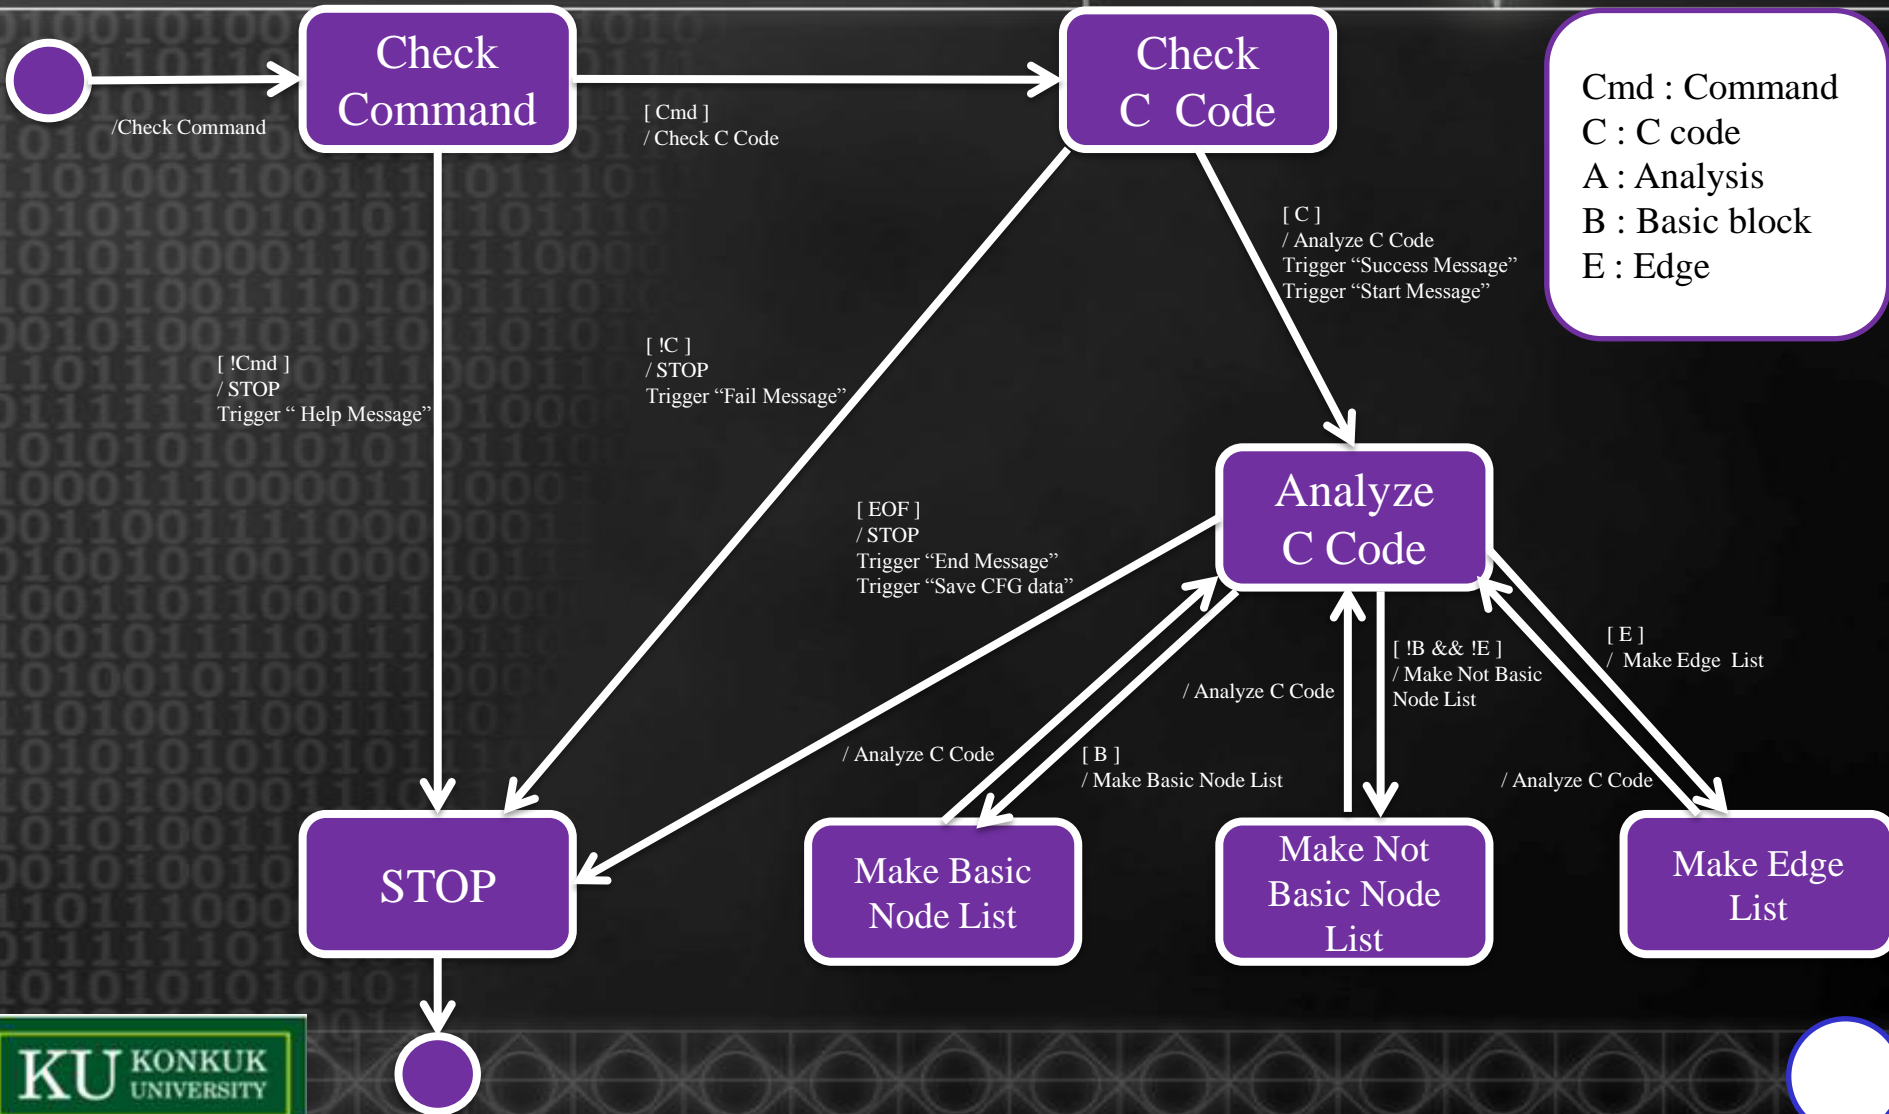 Check
Command
Check
C Code
Cmd : Command
C : C code
A : Analysis
B : Basic block
E : Edge
/Check Command
[ Cmd ]
/ Check C Code
[ C ]
/ Analyze C Code
Trigger “Success Message”
Trigger “Start Message”
[ !Cmd ]
/ STOP
Trigger “ Help Message”
[ !C ]
/ STOP
Trigger “Fail Message”
Analyze
C Code
[ EOF ]
/ STOP
Trigger “End Message”
Trigger “Save CFG data”
[ !B && !E ]
/ Make Not Basic
Node List
[ E ]
/ Make Edge List
/ Analyze C Code
/ Analyze C Code
[ B ]
/ Make Basic Node List
/ Analyze C Code
STOP
Make Basic
Node List
Make Not
Basic Node
List
Make Edge
List
KU KONKUK
UNIVERSITY